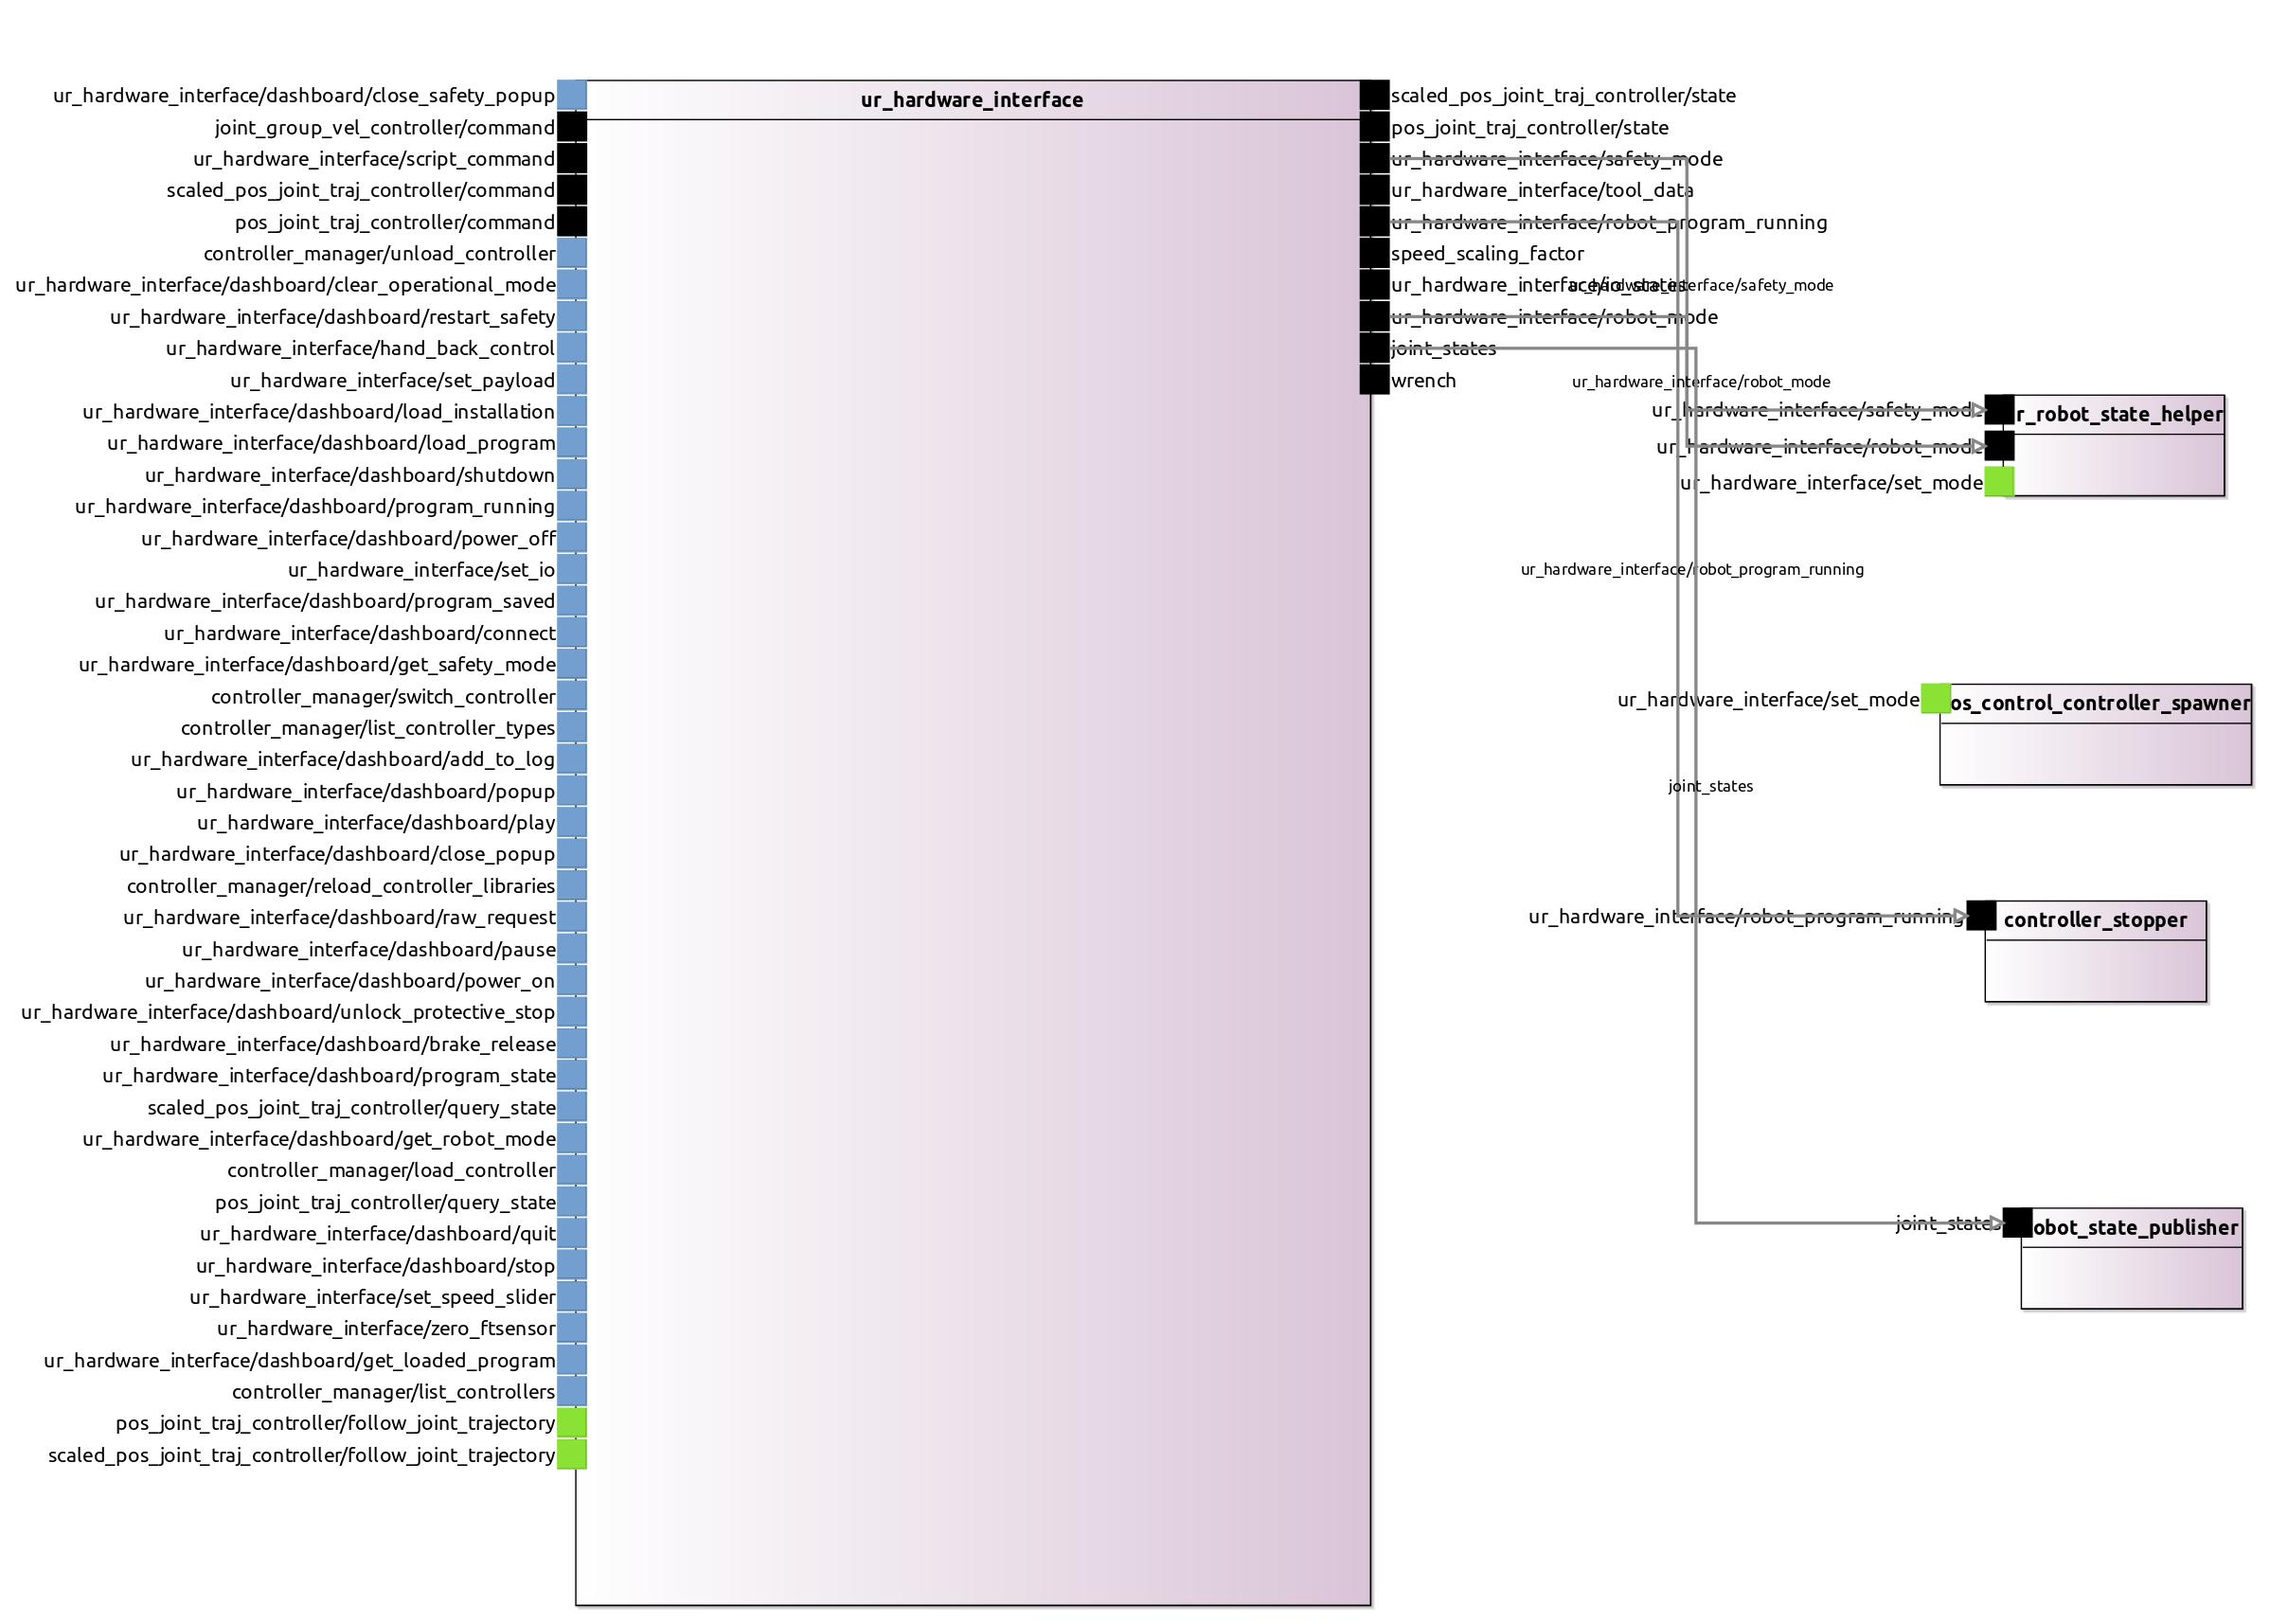 ur_hardware_interface
ur_hardware_interface/dashboard/close_safety_popup
joint_group_vel_controller/command
ur_hardware_interface/script_command
scaled_pos_joint_traj_controller/command
pos_joint_traj_controller/command
controller_manager/unload_controller
ur_hardware_interface/dashboard/clear_operational_mode
ur_hardware_interface/dashboard/restart_safety
ur_hardware_interface/hand_back_control
ur_hardware_interface/set_payload
ur_hardware_interface/dashboard/load_installation
ur_hardware_interface/dashboard/load_program
ur_hardware_interface/dashboard/shutdown
ur_hardware_interface/dashboard/program_running
ur_hardware_interface/dashboard/power_off
ur_hardware_interface/set_io
ur_hardware_interface/dashboard/program_saved
ur_hardware_interface/dashboard/connect
ur_hardware_interface/dashboard/get_safety_mode
controller_manager/switch_controller
controller_manager/list_controller_types
ur_hardware_interface/dashboard/add_to_log
ur_hardware_interface/dashboard/popup
ur_hardware_interface/dashboard/play
ur_hardware_interface/dashboard/close_popup
controller_manager/reload_controller_libraries
ur_hardware_interface/dashboard/raw_request
ur_hardware_interface/dashboard/pause
ur_hardware_interface/dashboard/power_on
ur_hardware_interface/dashboard/unlock_protective_stop
ur_hardware_interface/dashboard/brake_release
ur_hardware_interface/dashboard/program_state
scaled_pos_joint_traj_controller/query_state
ur_hardware_interface/dashboard/get_robot_mode
controller_manager/load_controller
pos_joint_traj_controller/query_state
ur_hardware_interface/dashboard/quit
ur_hardware_interface/dashboard/stop
ur_hardware_interface/set_speed_slider
ur_hardware_interface/zero_ftsensor
ur_hardware_interface/dashboard/get_loaded_program
controller_manager/list_controllers
pos_joint_traj_controller/follow_joint_trajectory
scaled_pos_joint_traj_controller/follow_joint_trajectory
scaled_pos_joint_traj_controller/state
pos_joint_traj_controller/state
ur_hardware_interface/safety_mode
ur_hardware_interface/tool_data
ur_hardware_interface/robot_program_running
speed_scaling_factor
ur_hardware_interface/io_states
ur_hardware_interface/safety_mode
ur_hardware_interface/robot_mode
joint_states
wrench
ur_hardware_interface/robot_mode
ur_hardware_interface/safety_mode
r_robot_state_helper
ur_hardware_interface/robot_mode
ur_hardware_interface/set_mode
ur_hardware_interface/robot_program_running
ur_hardware_interface/set_mode
os_control_controller_spawner
joint_states
ur_hardware_interface/robot_program_running
controller_stopper
joint_states
obot_state_publisher